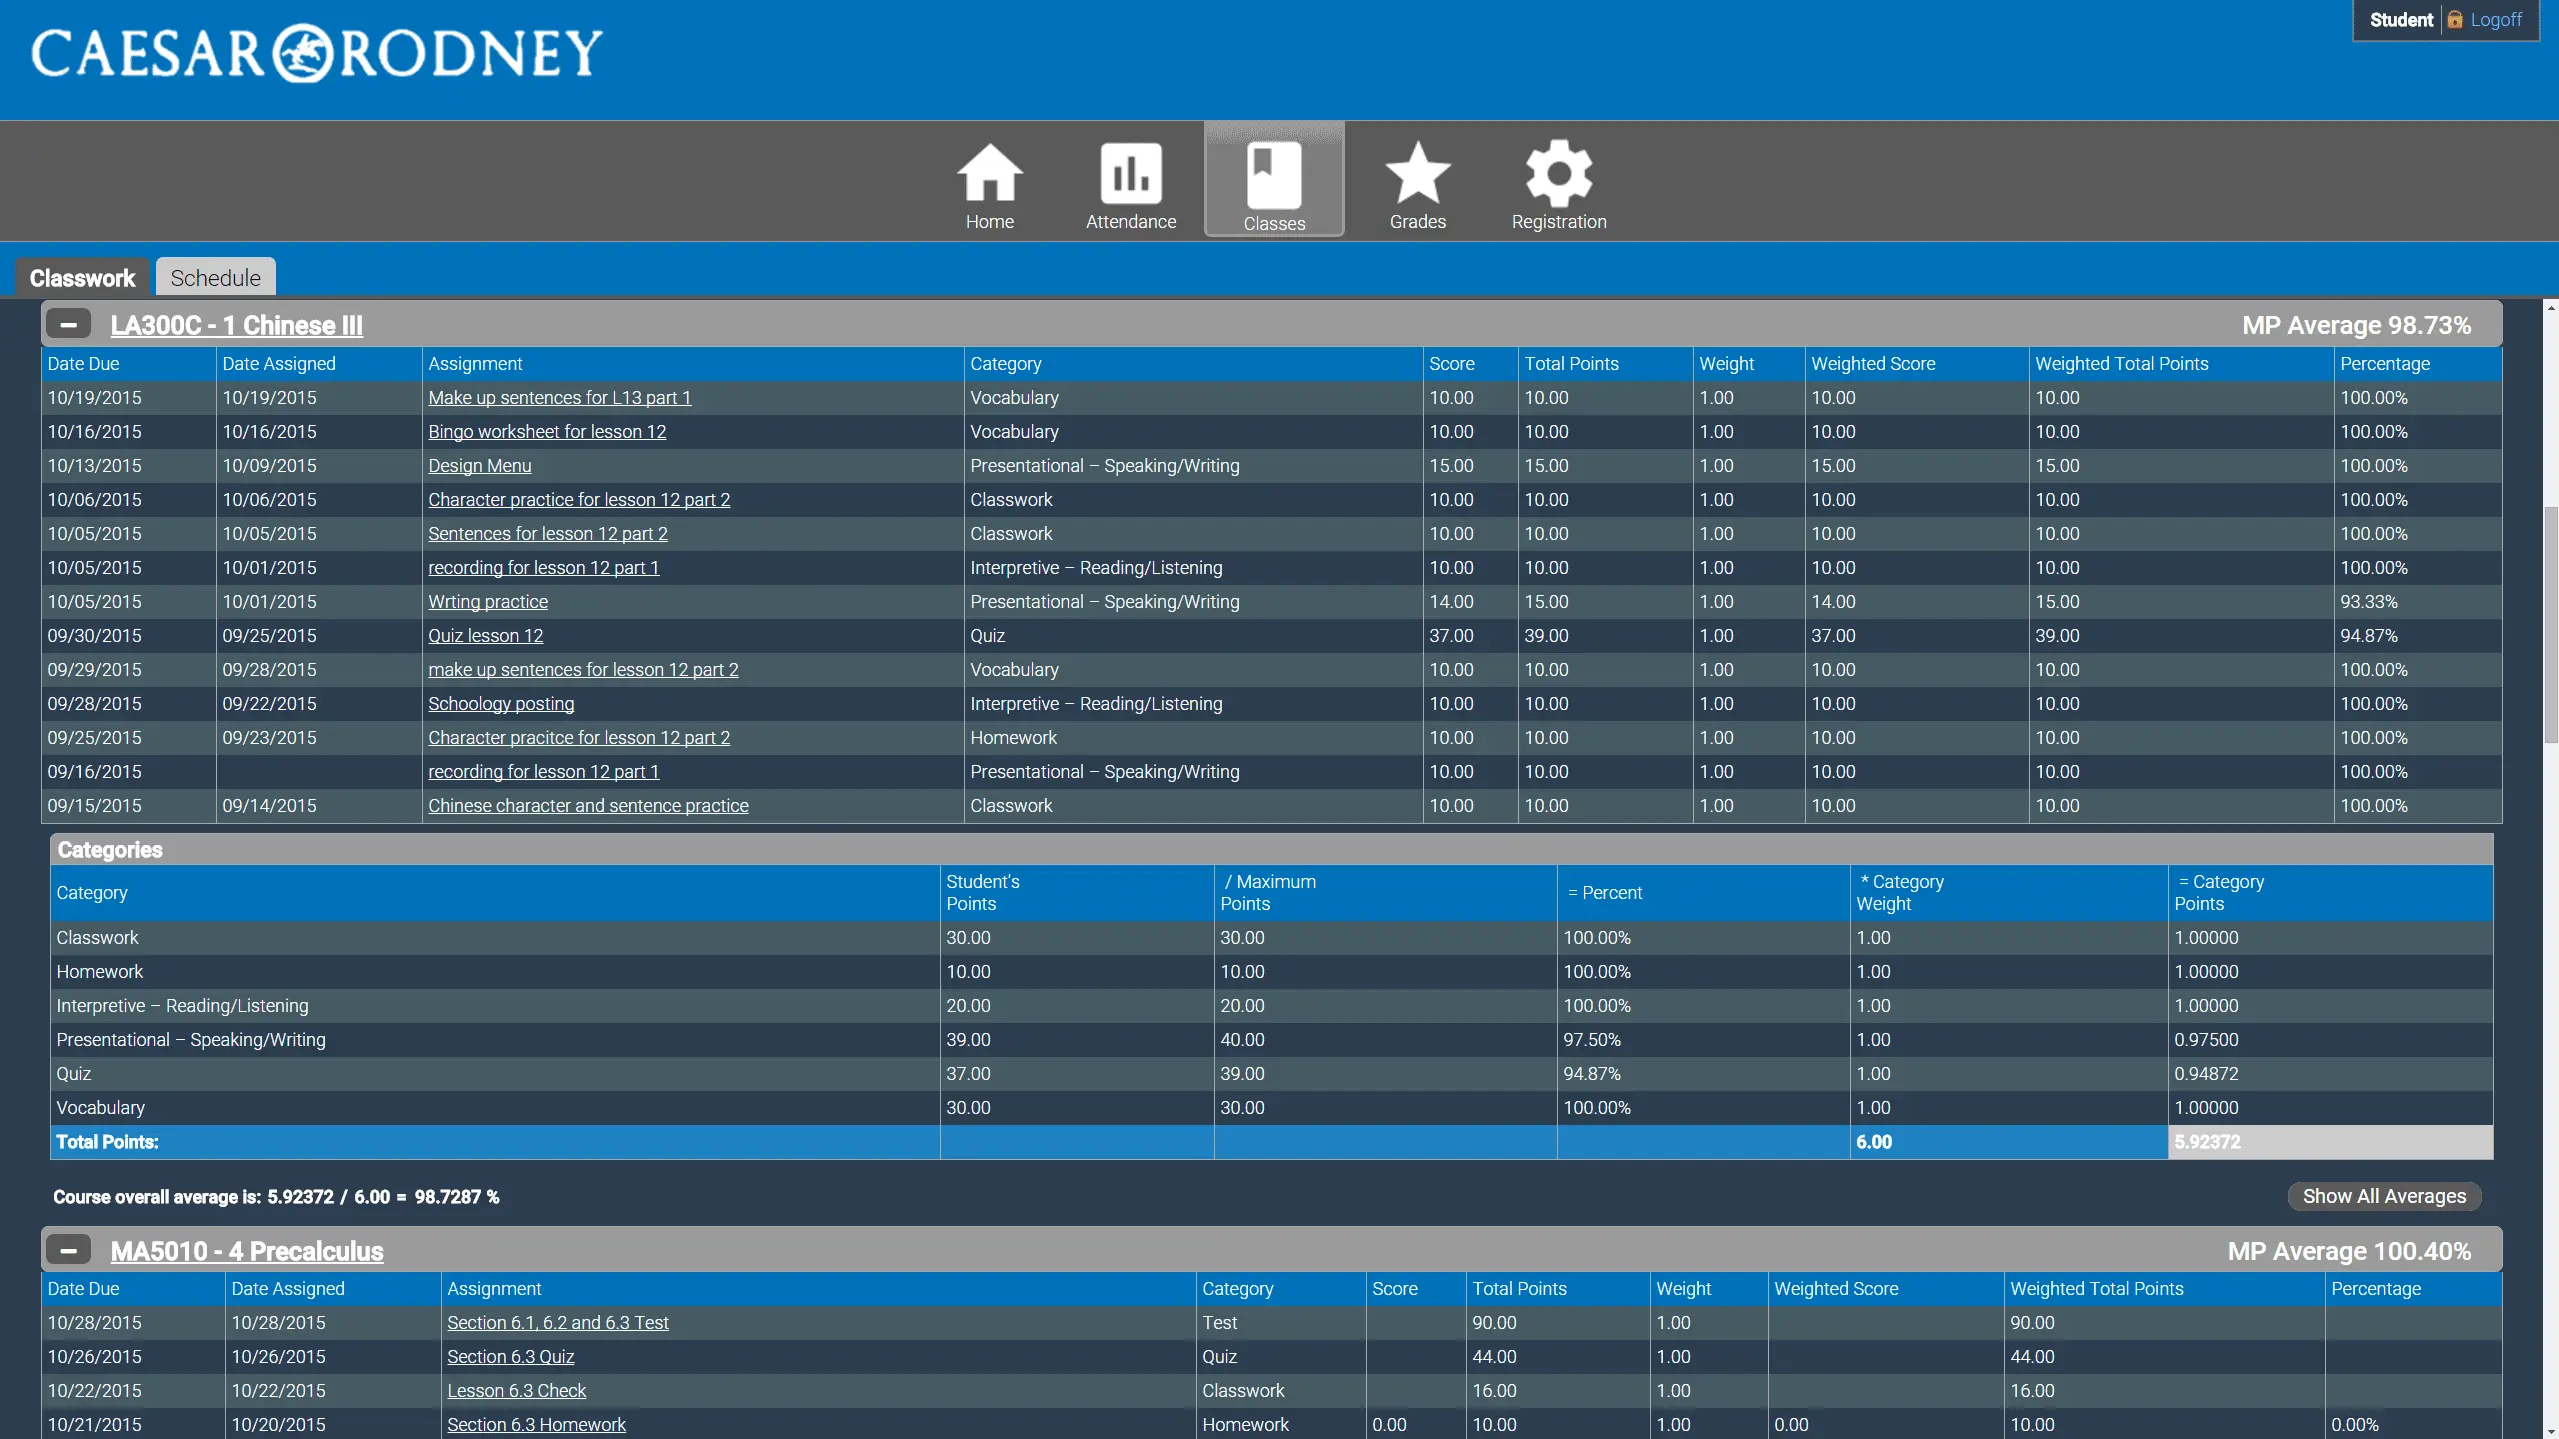 CAESAR RODNEY
Student Logoff
Home Attendance Classes Grades Registration
Classwork Schedule
LA300C - 1 Chinese III MP Average 98.73%
Date Due Date Assigned Assignment Category Score Total Points Weight Weighted Score Weighted Total Points Percentage
10/19/2015 10/19/2015 Make up sentences for L13 part 1 Vocabulary 10.00 10.00 1.00 10.00 10.00 100.00%
10/16/2015 10/16/2015 Bingo worksheet for lesson 12 Vocabulary 10.00 10.00 1.00 10.00 10.00 100.00%
10/13/2015 10/09/2015 Design Menu Presentational – Speaking/Writing 15.00 15.00 1.00 15.00 15.00 100.00%
10/06/2015 10/06/2015 Character practice for lesson 12 part 2 Classwork 10.00 10.00 1.00 10.00 10.00 100.00%
10/05/2015 10/05/2015 Sentences for lesson 12 part 2 Classwork 10.00 10.00 1.00 10.00 10.00 100.00%
10/05/2015 10/01/2015 recording for lesson 12 part 1 Interpretive – Reading/Listening 10.00 10.00 1.00 10.00 10.00 100.00%
10/05/2015 10/01/2015 Wrting practice Presentational – Speaking/Writing 14.00 15.00 1.00 14.00 15.00 93.33%
09/30/2015 09/25/2015 Quiz lesson 12 Quiz 37.00 39.00 1.00 37.00 39.00 94.87%
09/29/2015 09/28/2015 make up sentences for lesson 12 part 2 Vocabulary 10.00 10.00 1.00 10.00 10.00 100.00%
09/28/2015 09/22/2015 Schoology posting Interpretive – Reading/Listening 10.00 10.00 1.00 10.00 10.00 100.00%
09/25/2015 09/23/2015 Character pracitce for lesson 12 part 2 Homework 10.00 10.00 1.00 10.00 10.00 100.00%
09/16/2015 recording for lesson 12 part 1 Presentational – Speaking/Writing 10.00 10.00 1.00 10.00 10.00 100.00%
09/15/2015 09/14/2015 Chinese character and sentence practice Classwork 10.00 10.00 1.00 10.00 10.00 100.00%
Categories
Category Student's Points / Maximum Points = Percent * Category Weight = Category Points
Classwork 30.00 30.00 100.00% 1.00 1.00000
Homework 10.00 10.00 100.00% 1.00 1.00000
Interpretive – Reading/Listening 20.00 20.00 100.00% 1.00 1.00000
Presentational – Speaking/Writing 39.00 40.00 97.50% 1.00 0.97500
Quiz 37.00 39.00 94.87% 1.00 0.94872
Vocabulary 30.00 30.00 100.00% 1.00 1.00000
Total Points: 6.00 5.92372
Course overall average is: 5.92372 / 6.00 = 98.7287 % Show All Averages
MA5010 - 4 Precalculus MP Average 100.40%
Date Due Date Assigned Assignment Category Score Total Points Weight Weighted Score Weighted Total Points Percentage
10/28/2015 10/28/2015 Section 6.1, 6.2 and 6.3 Test Test 90.00 1.00 90.00
10/26/2015 10/26/2015 Section 6.3 Quiz Quiz 44.00 1.00 44.00
10/22/2015 10/22/2015 Lesson 6.3 Check Classwork 16.00 1.00 16.00
10/21/2015 10/20/2015 Section 6.3 Homework Homework 0.00 10.00 1.00 0.00 10.00 0.00%